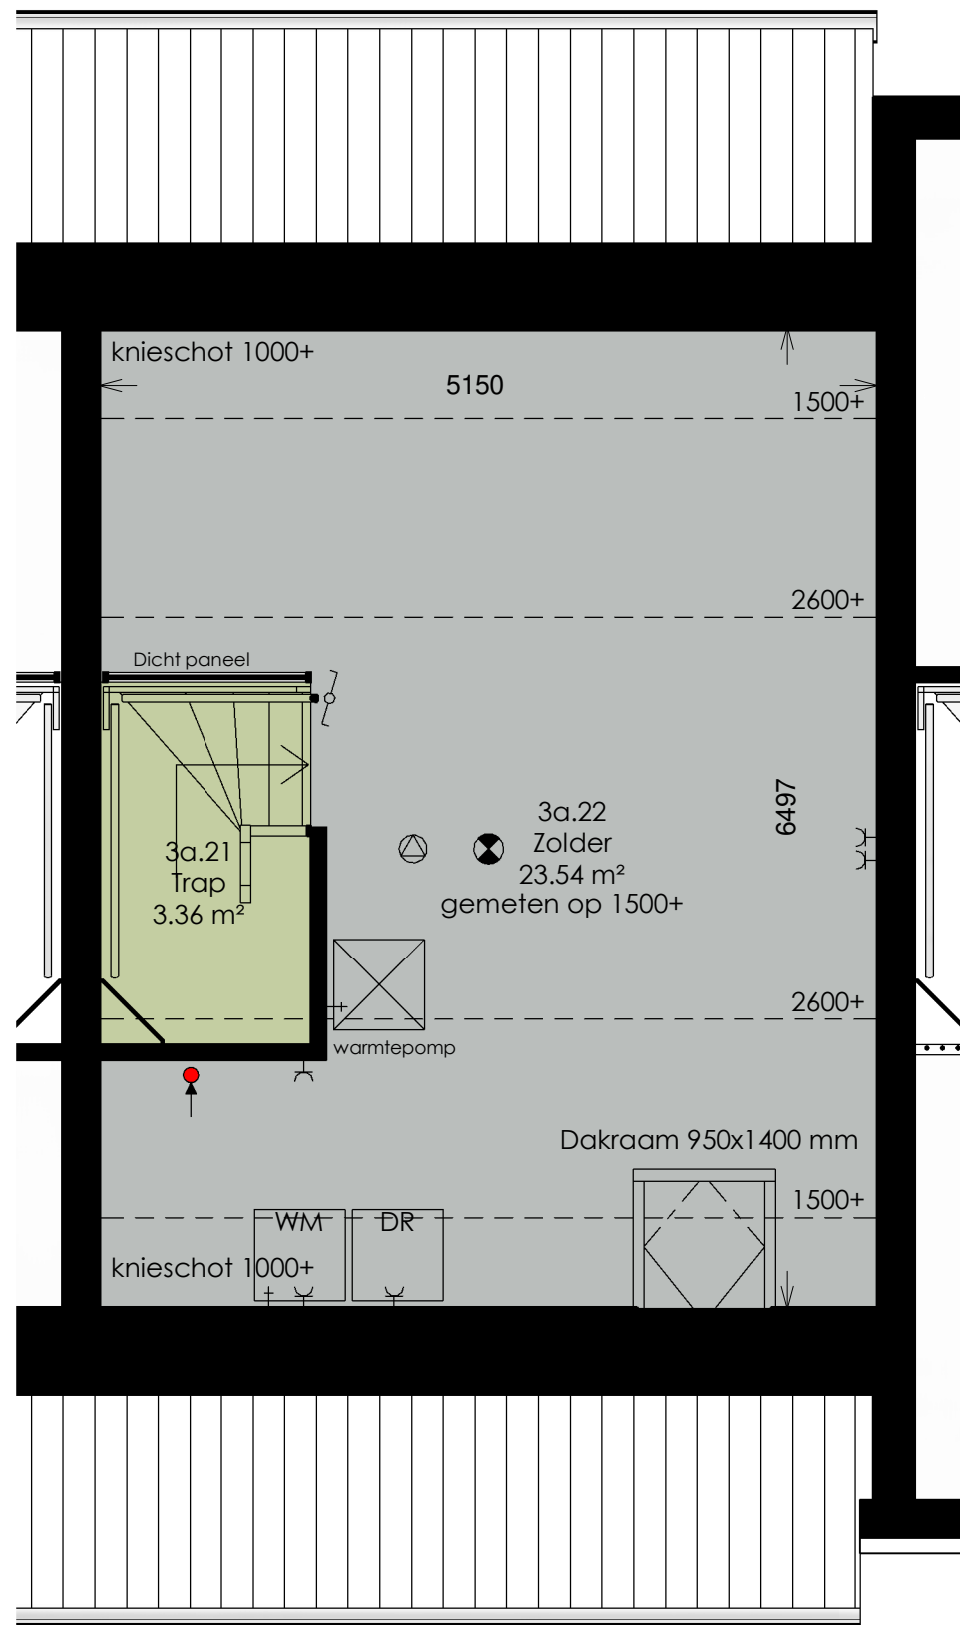 knieschot 1000+
5150
1500+
2600+
Dicht paneel
6497
3a.22
Zolder
23.54 m²
gemeten op 1500+
3a.21
Trap
3.36 m²
2600+
warmtepomp
Dakraam 950x1400 mm
1500+
WM
DR
knieschot 1000+